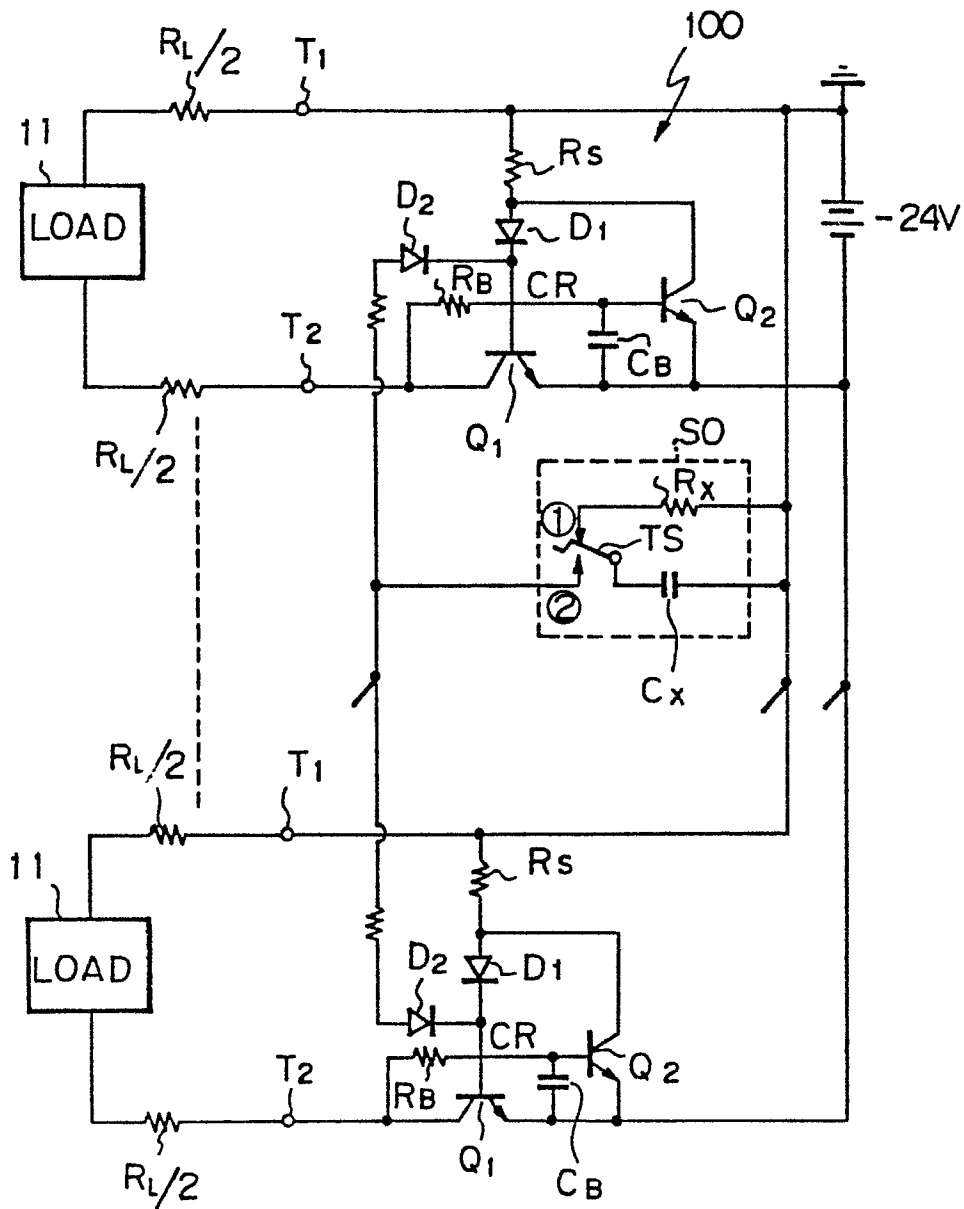 100
RL/2
T1
11
RS
D2
LOAD
D1
-24V
RB
CR
Q2
T2
CB
Q1
SO
RL/2
RX
①
TS
②
CX
RL/2
T1
11
RS
D2
D1
LOAD
CR
Q2
T2
RB
Q1
CB
RL/2